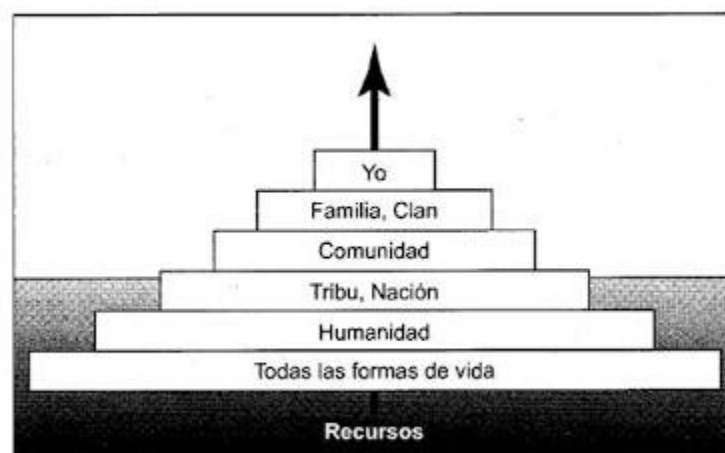 Yo
Familia, Clan
Comunidad
Tribu, Nación
Humanidad
Todas las formas de vida
Recursos